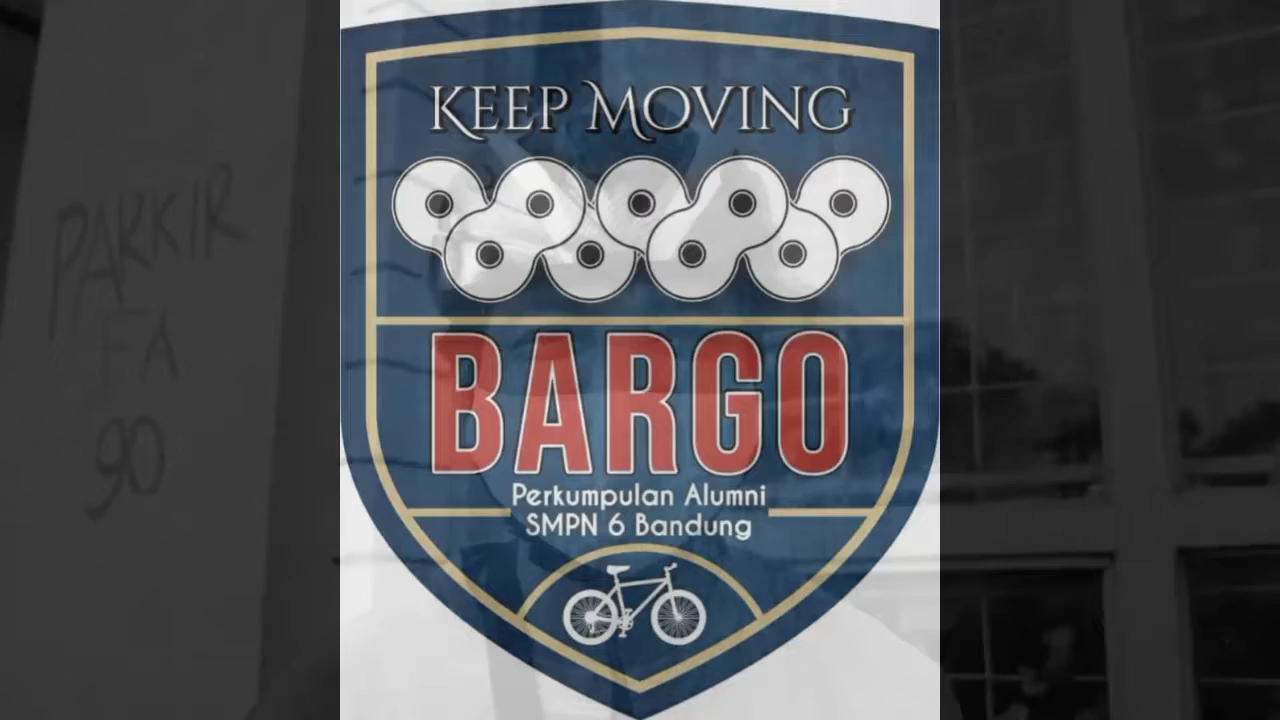 KEEP MOVING
BARGO
Perkumpulan Alumni
SMPN 6 Bandung
PARKIR
FA
90